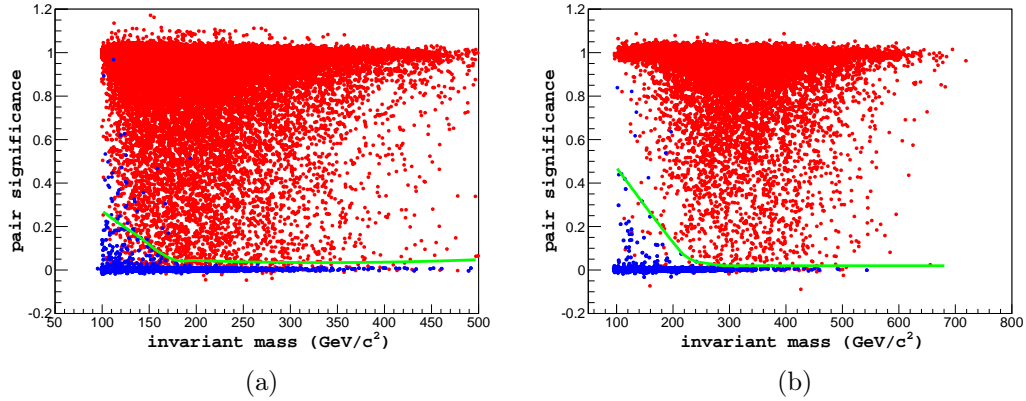 1.2
1
0.8
0.6
0.4
0.2
0
-0.2
pair significance
50 100 150 200 250 300 350 400 450 500
invariant mass (GeV/c²)
(a)
1.2
1
0.8
0.6
0.4
0.2
0
-0.2
pair significance
100 200 300 400 500 600 700 800
invariant mass (GeV/c²)
(b)